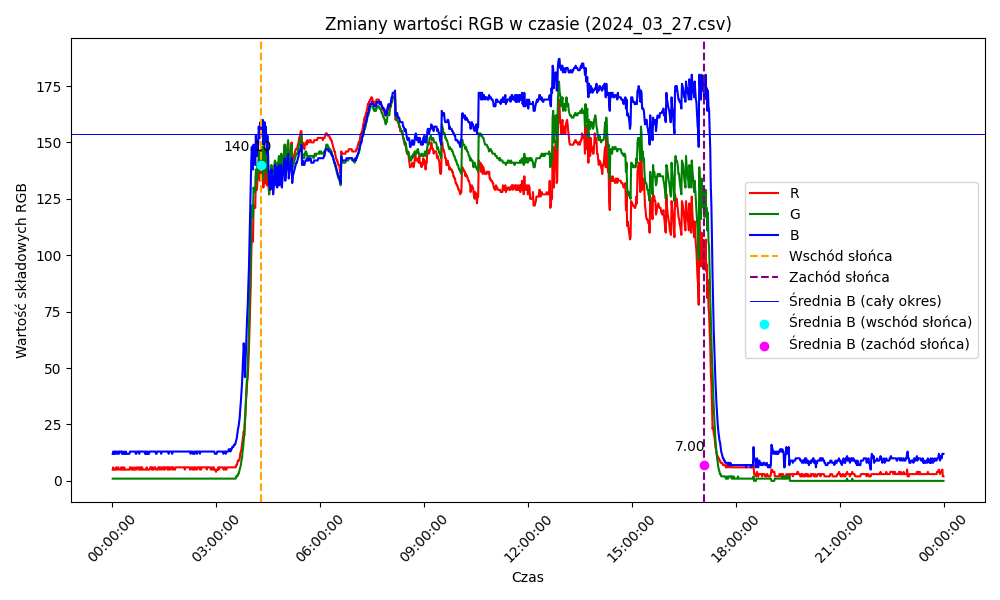 Zmiany wartości RGB w czasie (2024_03_27.csv)
Wartość składowych RGB
175
150
125
100
75
50
25
0
7.00
R
G
B
Wschód słońca
Zachód słońca
Średnia B (cały okres)
Średnia B (wschód słońca)
Średnia B (zachód słońca)
00:00:00
03:00:00
06:00:00
09:00:00
12:00:00
15:00:00
18:00:00
21:00:00
00:00:00
Czas